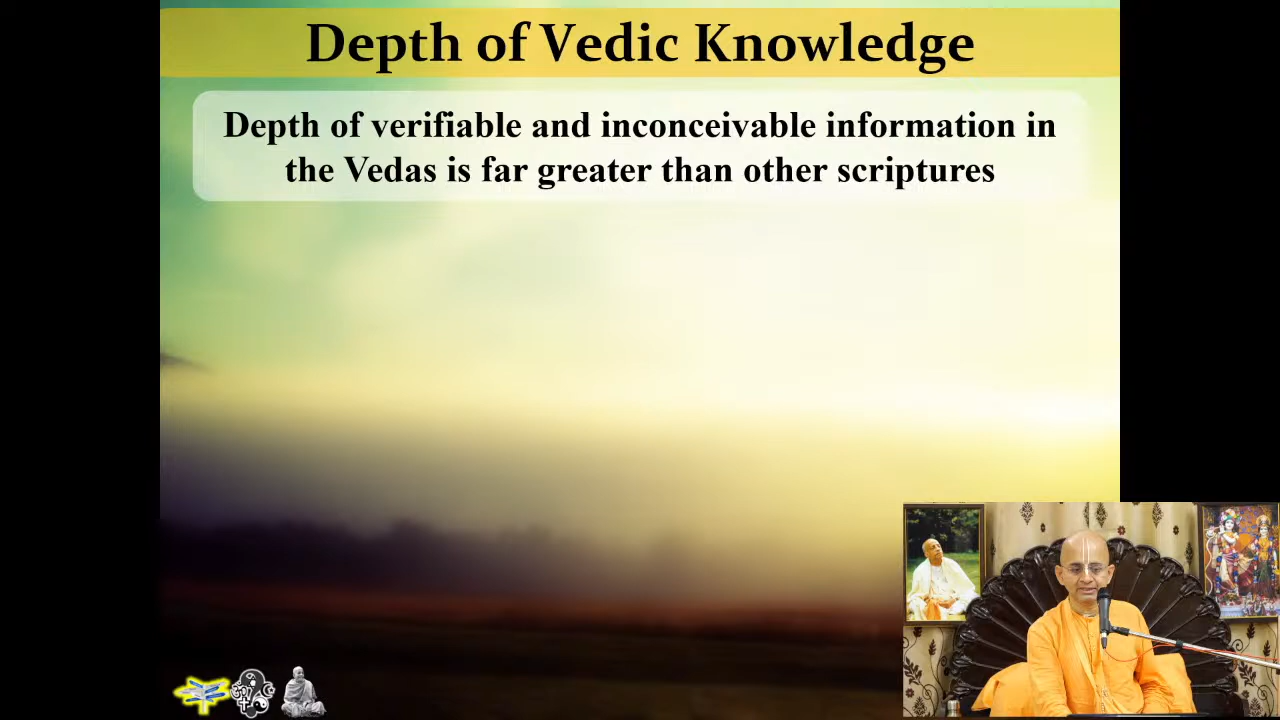 Depth of Vedic Knowledge
Depth of verifiable and inconceivable information in
the Vedas is far greater than other scriptures